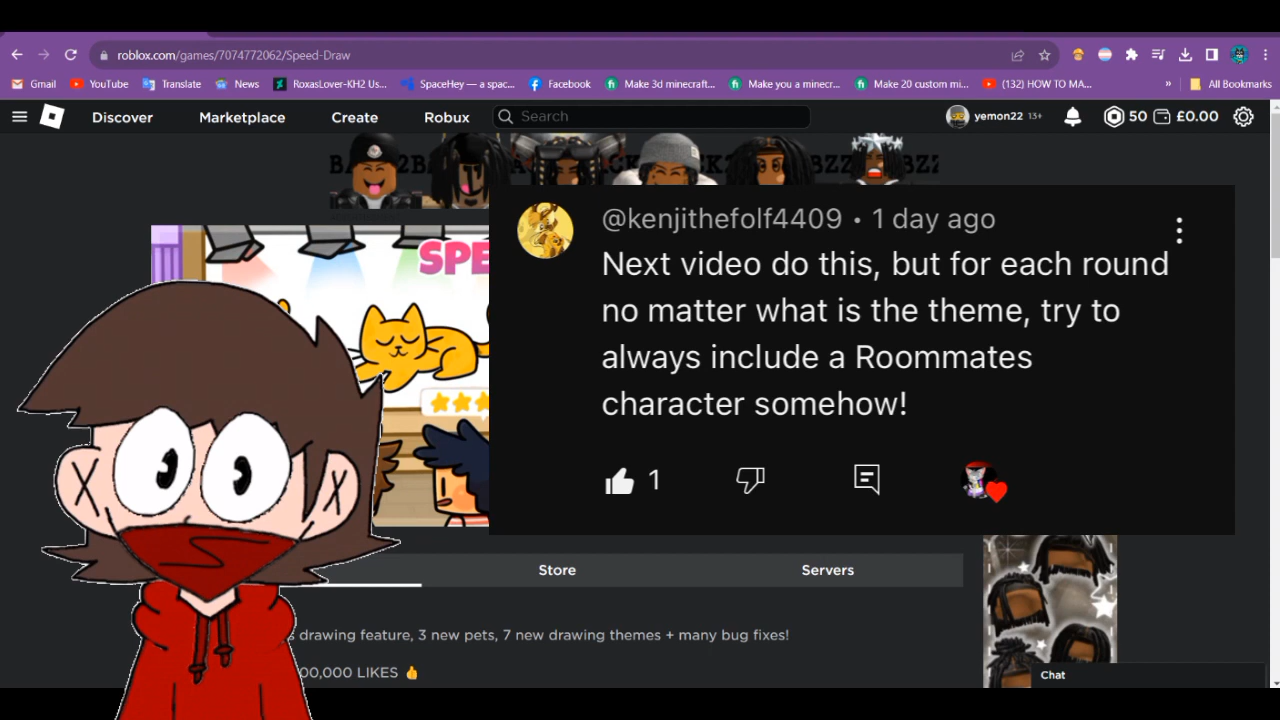 roblox.com/games/7074772062/Speed-Draw
Gmail YouTube Translate News RoxasLover-KH2 Us... SpaceHey — a spac... Facebook Make 3d minecraft... Make you a minecr... Make 20 custom mi... (132) HOW TO MA... » All Bookmarks
Discover Marketplace Create Robux Search yemon22 13+ 50 £0.00
SPE
@kenjithefolf4409 • 1 day ago
Next video do this, but for each round
no matter what is the theme, try to
always include a Roommates
character somehow!
1
Store Servers
drawing feature, 3 new pets, 7 new drawing themes + many bug fixes!
00,000 LIKES 👍
Chat